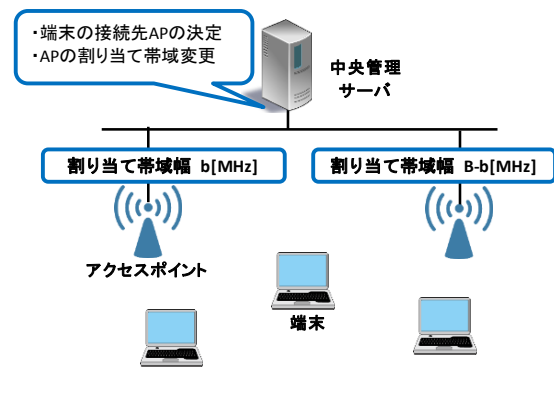 ・端末の接続先APの決定
・APの割り当て帯域変更
中央管理
サーバ
割り当て帯域幅 b[MHz]
割り当て帯域幅 B-b[MHz]
アクセスポイント
端末